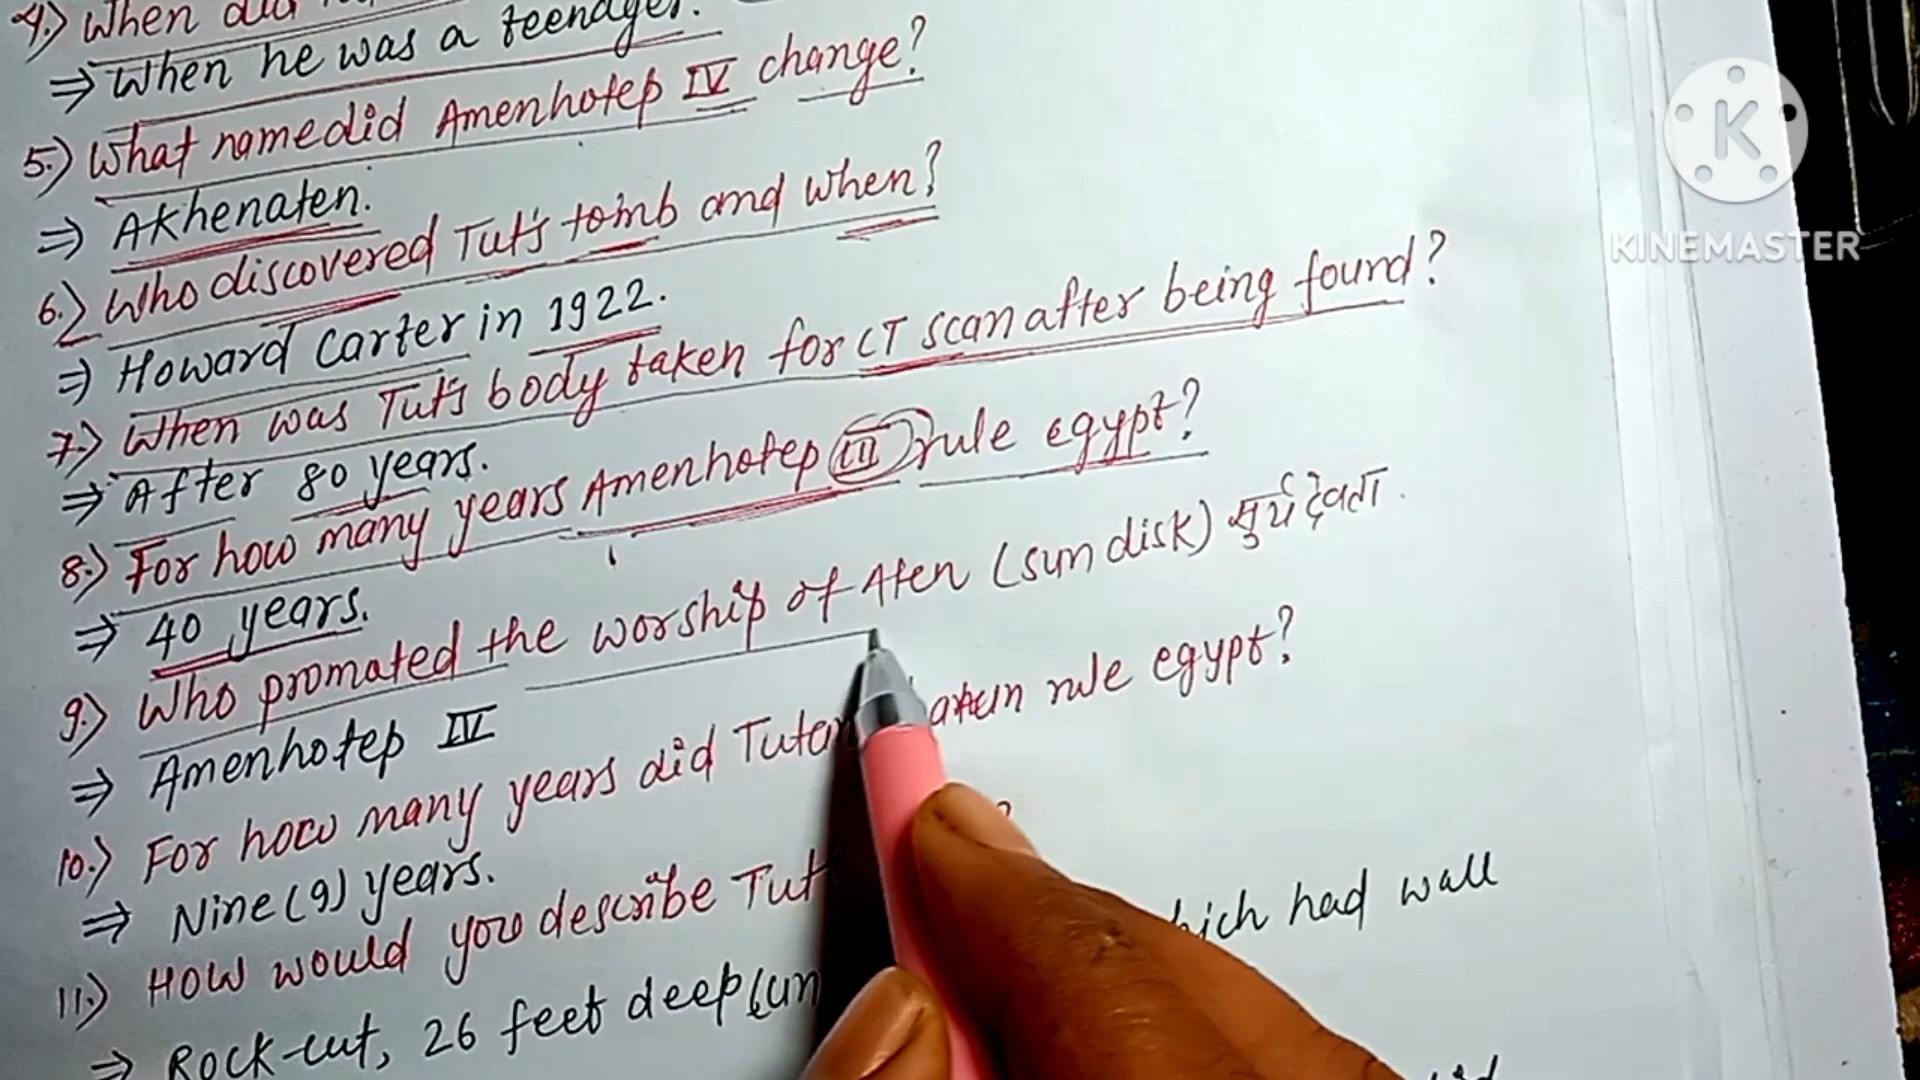 4.) When did
⇒ When he was a teenager.
5.) What name did Amenhotep IV change?
⇒ Akhenaten.
6.) Who discovered Tut's tomb and when?
⇒ Howard Carter in 1922.
7.) When was Tut's body taken for CT scan after being found?
⇒ After 80 years.
8.) For how many years Amenhotep III rule egypt?
⇒ 40 years.
9.) Who promated the worship of Aten (sun disk) सूर्य देवता
⇒ Amenhotep IV
10.) For how many years did rule egypt?
⇒ Nine (9) years.
11.) How would you describe Tut
⇒ Rock-cut, 26 feet deep had wall
K
KINEMASTER